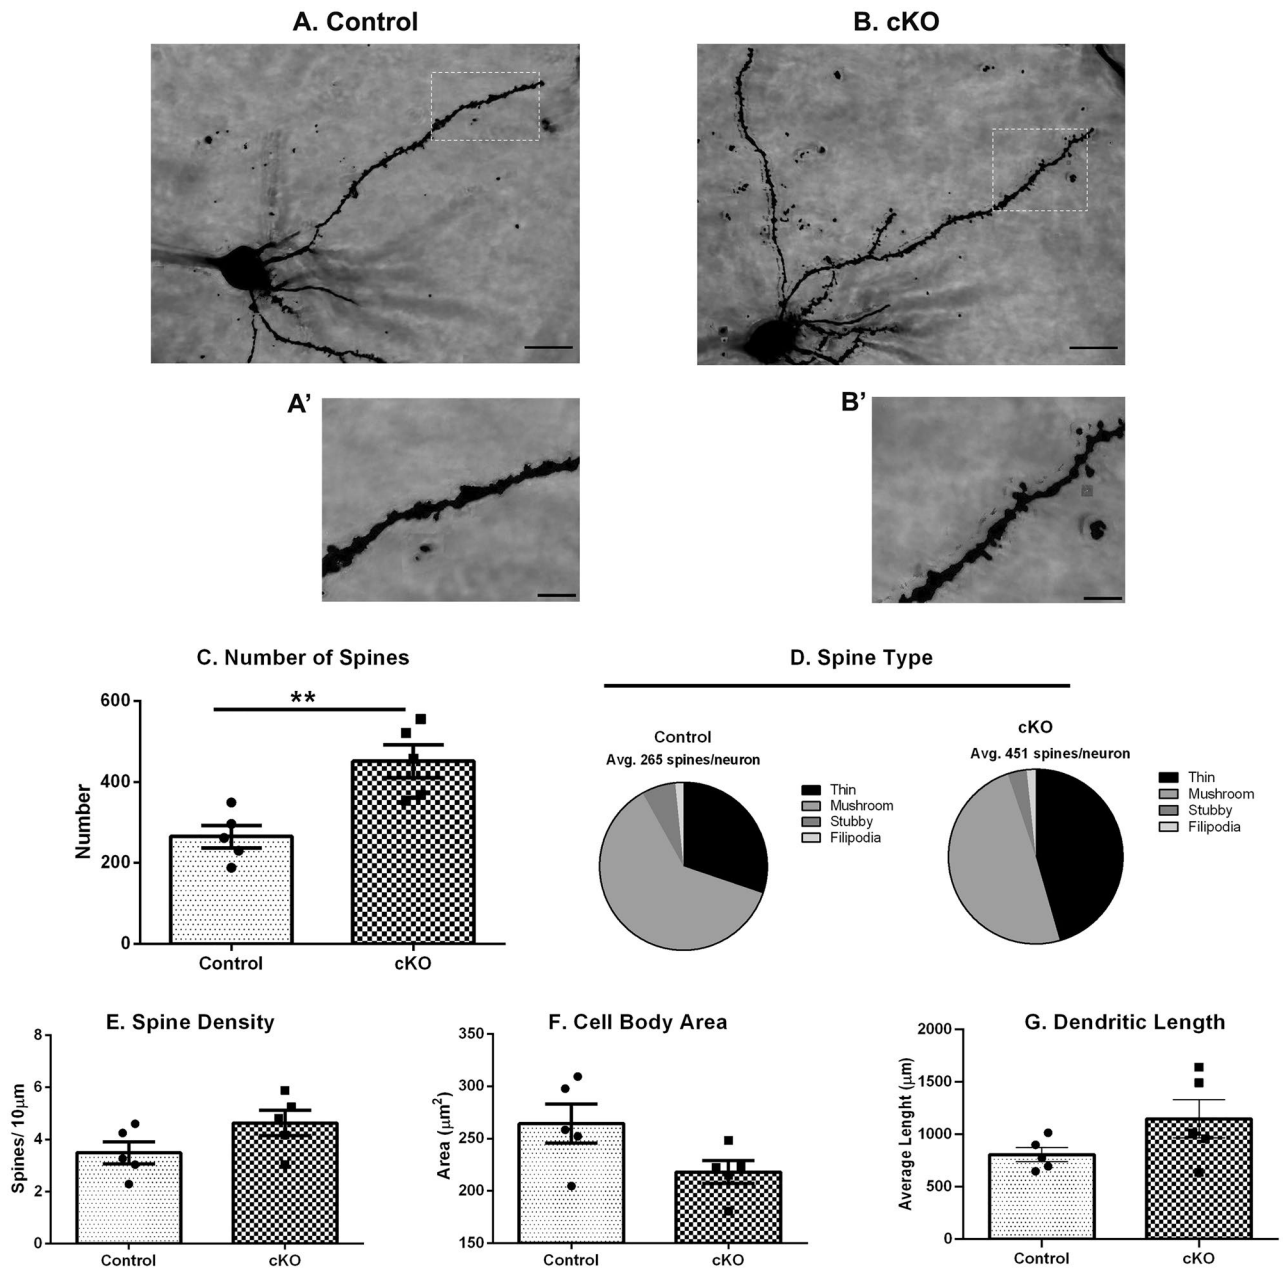 A. Control
B. cKO
A’
B’
C. Number of Spines
600
400
200
0
Number
**
Control
cKO
D. Spine Type
Control
Avg. 265 spines/neuron
Thin
Mushroom
Stubby
Filipodia
cKO
Avg. 451 spines/neuron
Thin
Mushroom
Stubby
Filipodia
E. Spine Density
8
6
4
2
0
Spines/ 10μm
Control
cKO
F. Cell Body Area
350
300
250
200
150
Area (μm²)
Control
cKO
G. Dendritic Length
2000
1500
1000
500
0
Average Lenght (μm)
Control
cKO